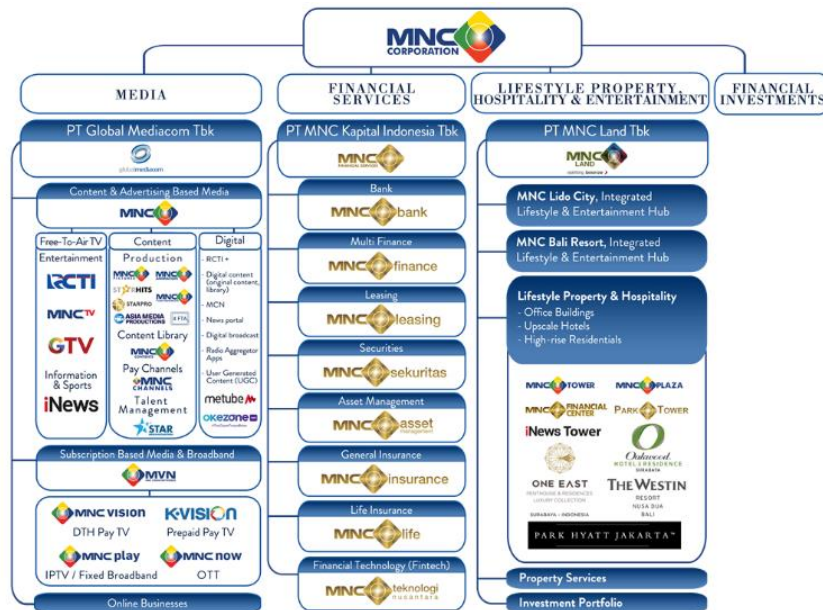 MNC
CORPORATION
MEDIA
FINANCIAL
SERVICES
LIFESTYLE PROPERTY,
HOSPITALITY & ENTERTAINMENT
FINANCIAL
INVESTMENTS
PT Global Mediacom Tbk
globalmediacom
Content & Advertising Based Media
MNC
Free-To-Air TV
Entertainment
RCTI
MNCTV
GTV
Information
& Sports
iNews
Content
Production
STARHITS
STARPRO
ASIA MEDIA
PRODUCTIONS
Content Library
MNC
Pay Channels
MNC
CHANNELS
Talent
Management
STAR
Digital
- RCTI +
- Digital content
(original content,
library)
- MCN
- News portal
- Digital broadcast
- Radio Aggregator
Apps
- User Generated
Content (UGC)
metube
OKEZONE
Subscription Based Media & Broadband
MVN
MNC VISION
DTH Pay TV
K-VISION
Prepaid Pay TV
MNC play
IPTV / Fixed Broadband
MNC now
OTT
Online Businesses
PT MNC Kapital Indonesia Tbk
MNC
FINANCIAL SERVICES
Bank
MNC bank
Multi Finance
MNC finance
Leasing
MNC leasing
Securities
MNC sekuritas
Asset Management
MNC asset
management
General Insurance
MNC insurance
Life Insurance
MNC life
Financial Technology (Fintech)
MNC teknologi
nusantara
PT MNC Land Tbk
MNC
LAND
MNC Lido City, Integrated
Lifestyle & Entertainment Hub
MNC Bali Resort, Integrated
Lifestyle & Entertainment Hub
Lifestyle Property & Hospitality
- Office Buildings
- Upscale Hotels
- High-rise Residentials
MNC TOWER
MNC PLAZA
MNC FINANCIAL
CENTER
PARK TOWER
iNews Tower
Oakwood
HOTEL & RESIDENCE
SURABAYA
ONE EAST
PENTHOUSE & RESIDENCES
LUXURY COLLECTION
SURABAYA - INDONESIA
THE WESTIN
RESORT
NUSA DUA
BALI
PARK HYATT JAKARTA™
Property Services
Investment Portfolio